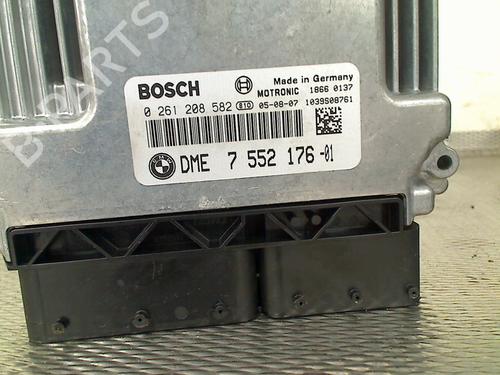 PARTS
BOSCH
Made in Germany
MOTRONIC 1866 0137
0 261 208 582 B10 05-08-07 1039S08761
DME 7 552 176-01